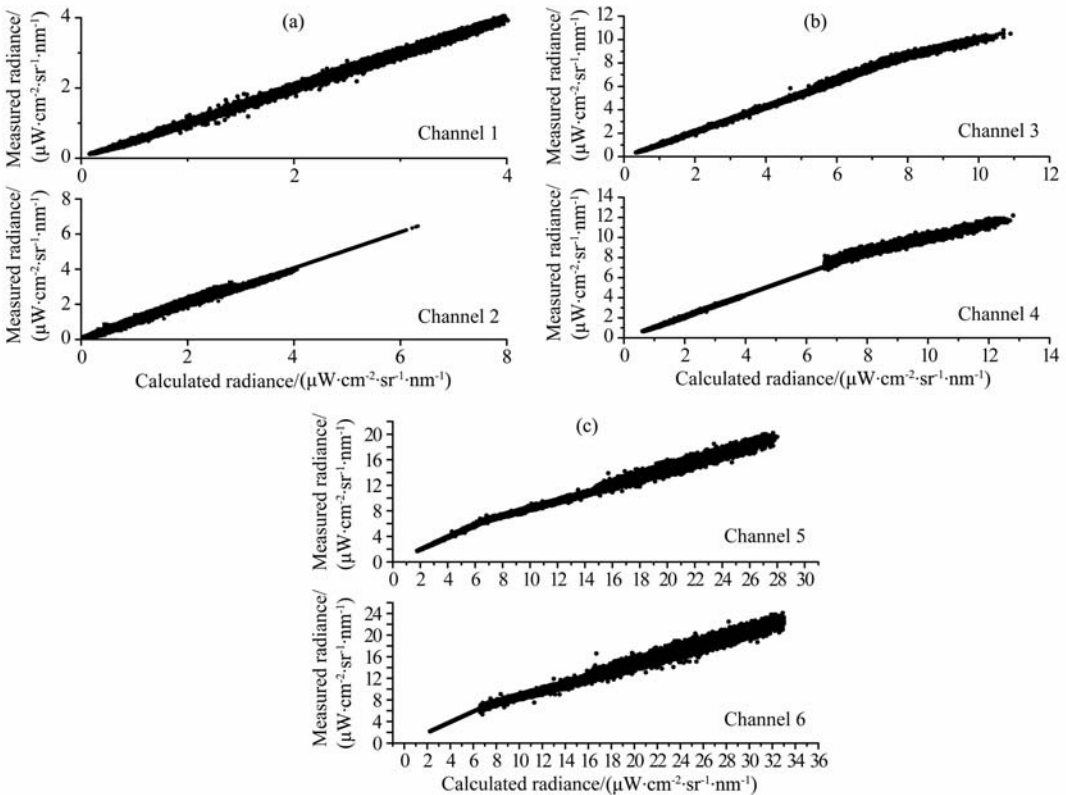 (a)
Measured radiance/
(μW·cm⁻²·sr⁻¹·nm⁻¹)
4
2
0
Channel 1
0
2
4
Measured radiance/
(μW·cm⁻²·sr⁻¹·nm⁻¹)
8
6
4
2
0
Channel 2
0
2
4
6
8
Calculated radiance/(μW·cm⁻²·sr⁻¹·nm⁻¹)
(b)
Measured radiance/
(μW·cm⁻²·sr⁻¹·nm⁻¹)
12
10
8
6
4
2
0
Channel 3
0
2
4
6
8
10
12
Measured radiance/
(μW·cm⁻²·sr⁻¹·nm⁻¹)
14
12
10
8
6
4
2
0
Channel 4
0
2
4
6
8
10
12
14
Calculated radiance/(μW·cm⁻²·sr⁻¹·nm⁻¹)
(c)
Measured radiance/
(μW·cm⁻²·sr⁻¹·nm⁻¹)
20
16
12
8
4
0
Channel 5
0 2 4 6 8 10 12 14 16 18 20 22 24 26 28 30
Measured radiance/
(μW·cm⁻²·sr⁻¹·nm⁻¹)
24
20
16
12
8
4
0
Channel 6
0 2 4 6 8 10 12 14 16 18 20 22 24 26 28 30 32 34 36
Calculated radiance/(μW·cm⁻²·sr⁻¹·nm⁻¹)